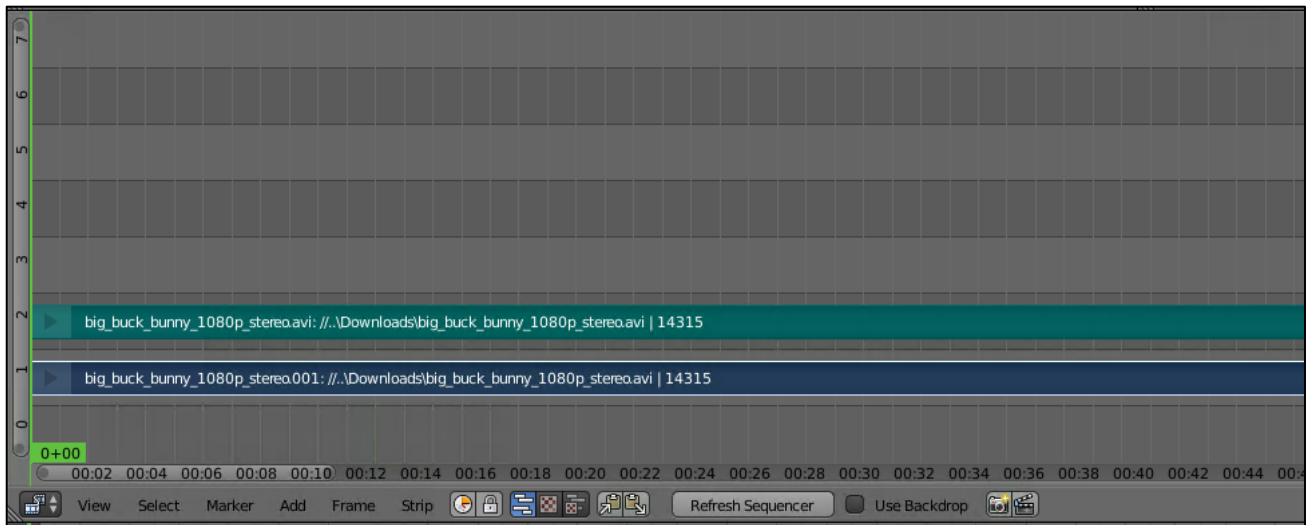 7
6
5
4
3
2
big_buck_bunny_1080p_stereo.avi: //..\Downloads\big_buck_bunny_1080p_stereo.avi | 14315
1
big_buck_bunny_1080p_stereo.001: //..\Downloads\big_buck_bunny_1080p_stereo.avi | 14315
0
0+00
00:02 00:04 00:06 00:08 00:10 00:12 00:14 00:16 00:18 00:20 00:22 00:24 00:26 00:28 00:30 00:32 00:34 00:36 00:38 00:40 00:42 00:44
View Select Marker Add Frame Strip Refresh Sequencer Use Backdrop